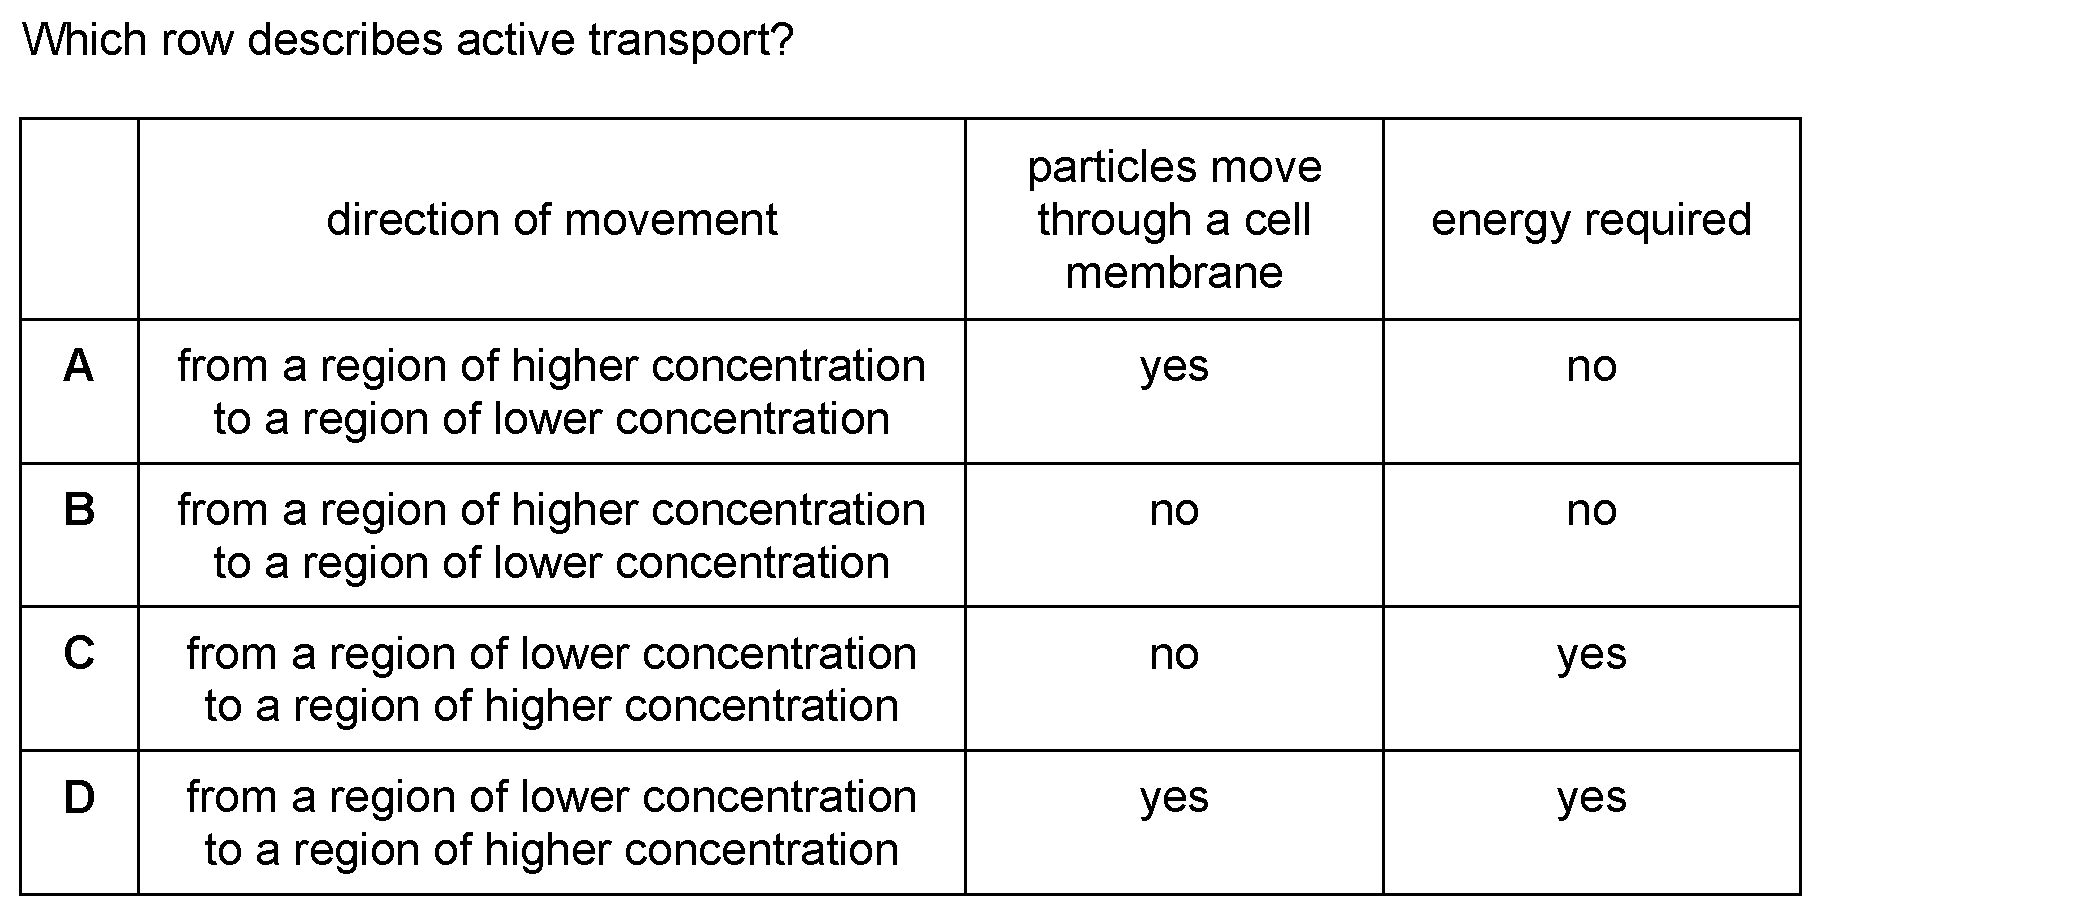 Which row describes active transport?
direction of movement
particles move
through a cell
membrane
energy required
A
from a region of higher concentration
to a region of lower concentration
yes
no
B
from a region of higher concentration
to a region of lower concentration
no
no
C
from a region of lower concentration
to a region of higher concentration
no
yes
D
from a region of lower concentration
to a region of higher concentration
yes
yes